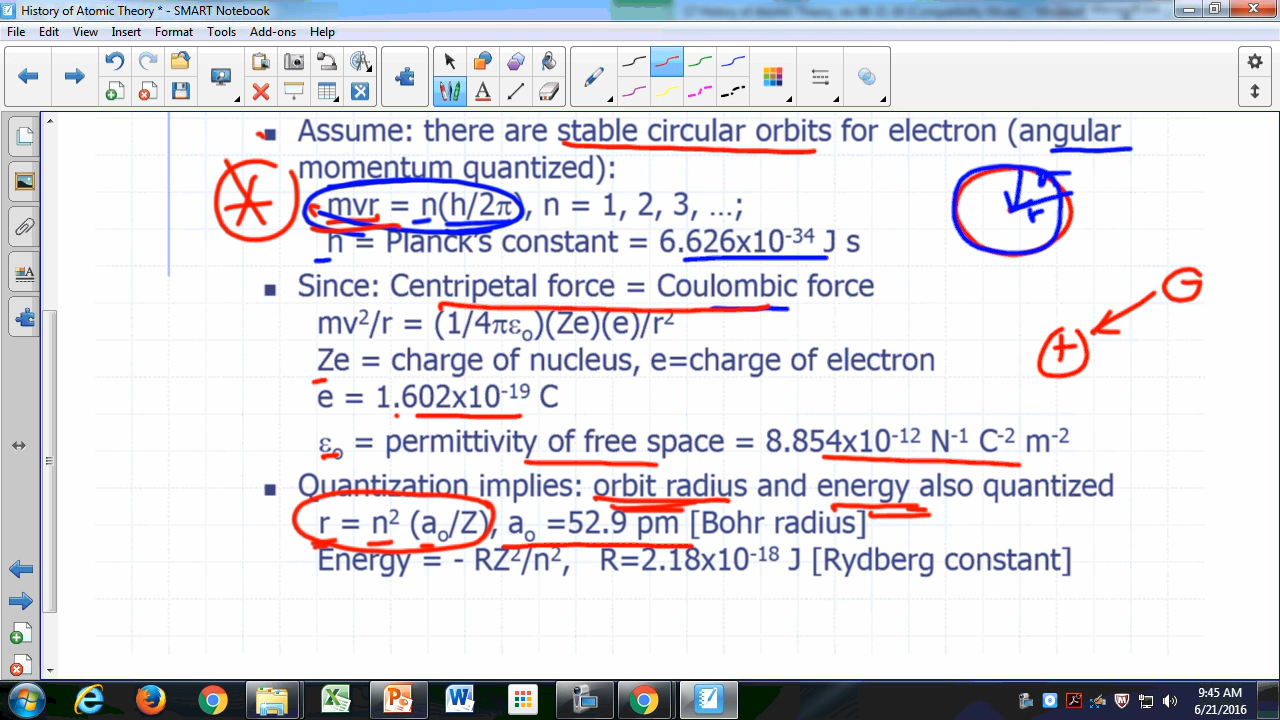 History of Atomic Theory * - SMART Notebook
File Edit View Insert Format Tools Add-ons Help
Assume: there are stable circular orbits for electron (angular
momentum quantized):
mvr = n(h/2π), n = 1, 2, 3, ...;
h = Planck's constant = 6.626x10⁻³⁴ J s
Since: Centripetal force = Coulombic force
mv²/r = (1/4πε₀)(Ze)(e)/r²
Ze = charge of nucleus, e=charge of electron
e = 1.602x10⁻¹⁹ C
ε₀ = permittivity of free space = 8.854x10⁻¹² N⁻¹ C⁻² m⁻²
Quantization implies: orbit radius and energy also quantized
r = n² (a₀/Z), a₀ =52.9 pm [Bohr radius]
Energy = - RZ²/n², R=2.18x10⁻¹⁸ J [Rydberg constant]
r
+
9:45 AM
6/21/2016